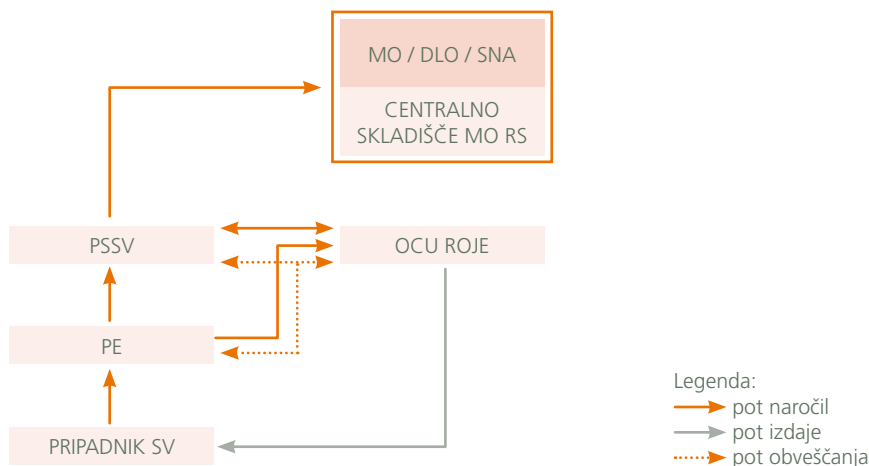 MO / DLO / SNA
CENTRALNO
SKLADIŠČE MO RS
PSSV
OCU ROJE
PE
PRIPADNIK SV
Legenda:
pot naročil
pot izdaje
pot obveščanja